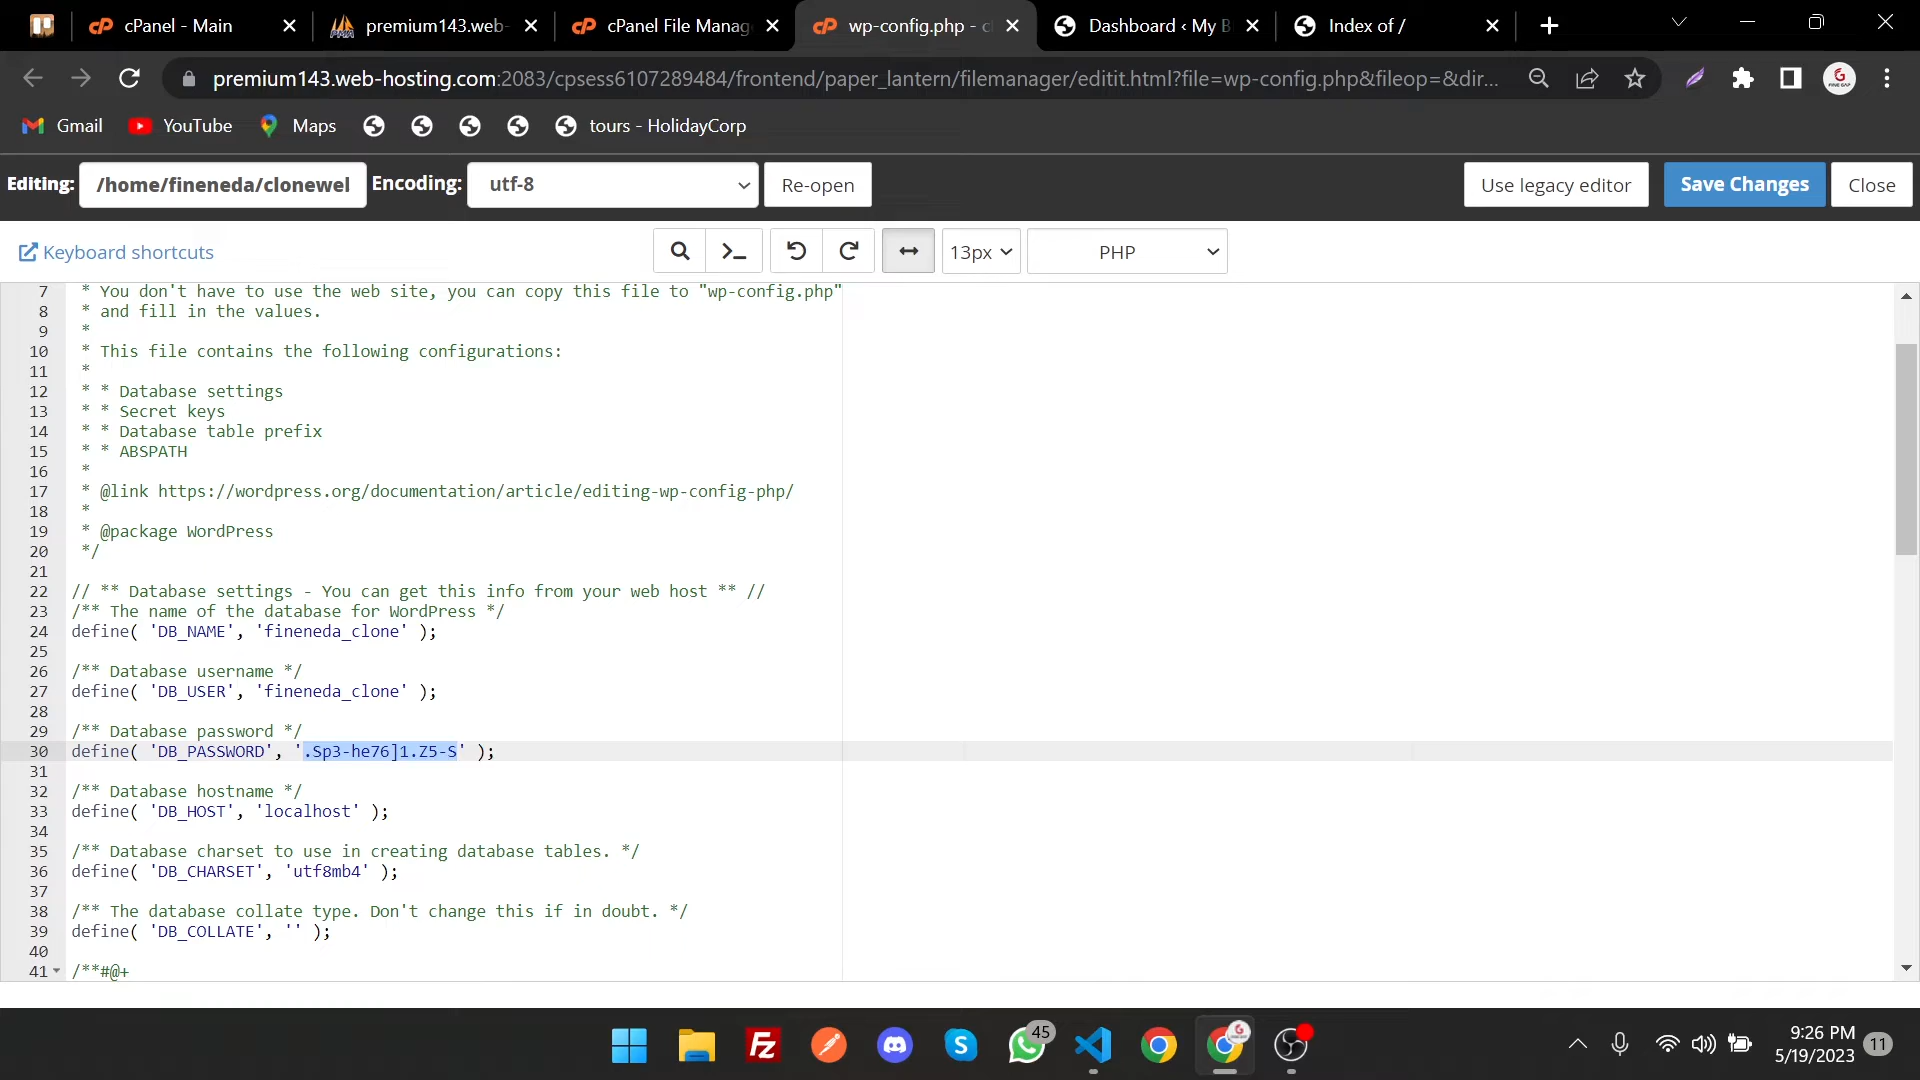 cPanel - Main
premium143.web-
cPanel File Manag
wp-config.php - c
Dashboard ‹ My B
Index of /
premium143.web-hosting.com:2083/cpsess6107289484/frontend/paper_lantern/filemanager/editit.html?file=wp-config.php&fileop=&dir...
Gmail
YouTube
Maps
tours - HolidayCorp
Editing:
/home/fineneda/clonewel
Encoding:
utf-8
Re-open
Use legacy editor
Save Changes
Close
Keyboard shortcuts
13px
PHP
7 * You don't have to use the web site, you can copy this file to "wp-config.php"
8 * and fill in the values.
9 *
10 * This file contains the following configurations:
11 *
12 * * Database settings
13 * * Secret keys
14 * * Database table prefix
15 * * ABSPATH
16 *
17 * @link https://wordpress.org/documentation/article/editing-wp-config-php/
18 *
19 * @package WordPress
20 */
21
22 // ** Database settings - You can get this info from your web host ** //
23 /** The name of the database for WordPress */
24 define( 'DB_NAME', 'fineneda_clone' );
25
26 /** Database username */
27 define( 'DB_USER', 'fineneda_clone' );
28
29 /** Database password */
30 define( 'DB_PASSWORD', '.Sp3-he76]1.Z5-S' );
31
32 /** Database hostname */
33 define( 'DB_HOST', 'localhost' );
34
35 /** Database charset to use in creating database tables. */
36 define( 'DB_CHARSET', 'utf8mb4' );
37
38 /** The database collate type. Don't change this if in doubt. */
39 define( 'DB_COLLATE', '' );
40
41 /**#@+
45
9:26 PM
5/19/2023
11